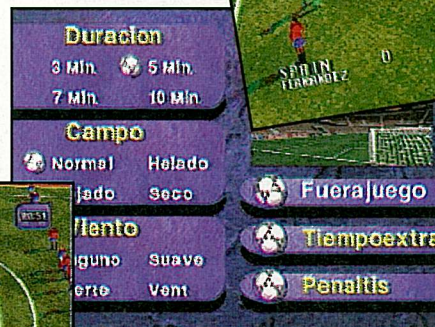 Duracion
3 Min. 5 Min.
7 Min. 10 Min.
Campo
Normal Helado
jado Seco
Viento
guno Suave
erte Vent
SPAIN
FERNANDEZ
0
Fuerajuego
Tiempoextra
Penaltis